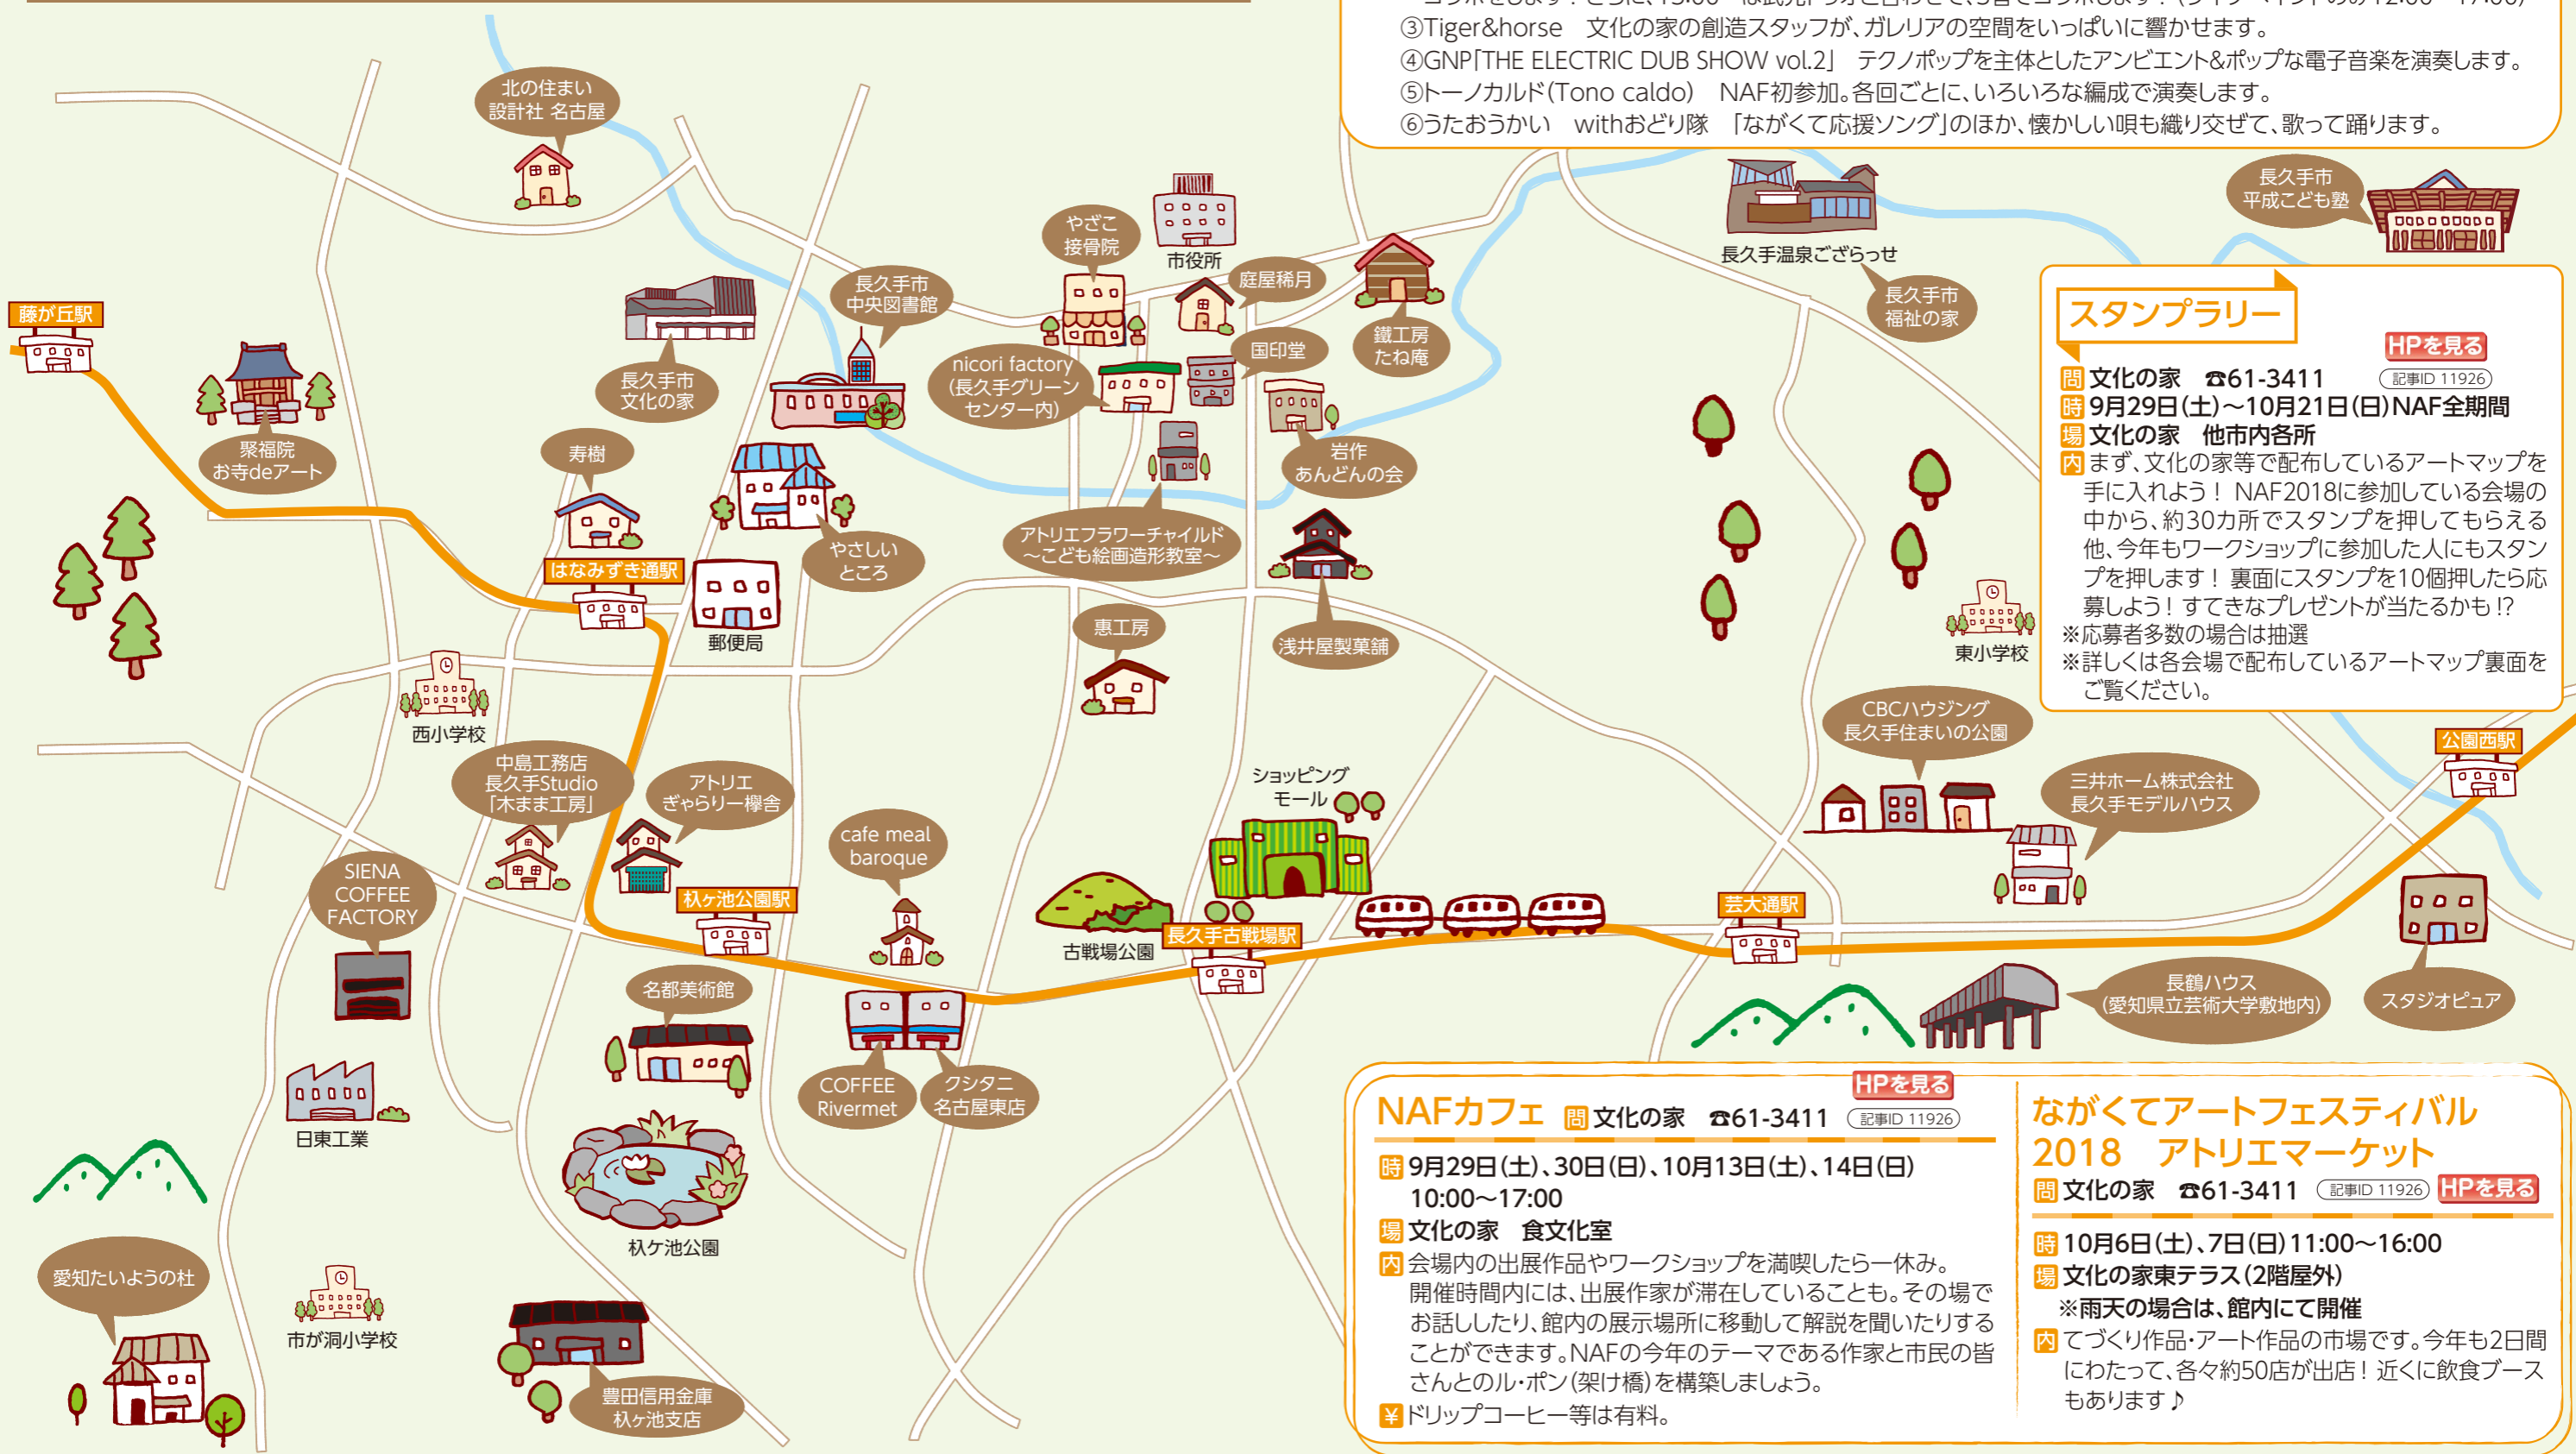 ③Tiger&horse　文化の家の創造スタッフが、ガレリアの空間をいっぱいに響かせます。
④GNP「THE ELECTRIC DUB SHOW vol.2」　テクノポップを主体としたアンビエント&ポップな電子音楽を演奏します。
⑤トーノカルド(Tono caldo)　NAF初参加。各回ごとに、いろいろな編成で演奏します。
⑥うたおうかい　withおどり隊　「ながくて応援ソング」のほか、懐かしい唄も織り交ぜて、歌って踊ります。
北の住まい
設計社 名古屋
市役所
やざこ
接骨院
庭屋稀月
長久手温泉ござらっせ
長久手市
福祉の家
長久手市
平成こども塾
藤が丘駅
聚福院
お寺deアート
長久手市
文化の家
長久手市
中央図書館
nicori factory
(長久手グリーン
センター内)
国印堂
鐵工房
たね庵
岩作
あんどんの会
寿樹
やさしい
ところ
アトリエフラワーチャイルド
～こども絵画造形教室～
浅井屋製菓舗
はなみずき通駅
郵便局
恵工房
東小学校
西小学校
中島工務店
長久手Studio
「木まま工房」
アトリエ
ぎゃらりー欅舎
cafe meal
baroque
ショッピング
モール
CBCハウジング
長久手住まいの公園
三井ホーム株式会社
長久手モデルハウス
公園西駅
SIENA
COFFEE
FACTORY
杁ヶ池公園駅
古戦場公園
長久手古戦場駅
芸大通駅
名都美術館
COFFEE
Rivermet
クシタニ
名古屋東店
長鶴ハウス
(愛知県立芸術大学敷地内)
スタジオピュア
日東工業
杁ケ池公園
愛知たいようの杜
市が洞小学校
豊田信用金庫
杁ヶ池支店
スタンプラリー
HPを見る
問 文化の家　☎61-3411
記事ID 11926
時 9月29日(土)～10月21日(日)NAF全期間
場 文化の家　他市内各所
内 まず、文化の家等で配布しているアートマップを
手に入れよう！ NAF2018に参加している会場の
中から、約30カ所でスタンプを押してもらえる
他、今年もワークショップに参加した人にもスタン
プを押します！ 裏面にスタンプを10個押したら応
募しよう！ すてきなプレゼントが当たるかも!?
※応募者多数の場合は抽選
※詳しくは各会場で配布しているアートマップ裏面を
ご覧ください。
NAFカフェ 問 文化の家　☎61-3411
HPを見る
記事ID 11926
時 9月29日(土)、30日(日)、10月13日(土)、14日(日)
10:00～17:00
場 文化の家　食文化室
内 会場内の出展作品やワークショップを満喫したら一休み。
開催時間内には、出展作家が滞在していることも。その場で
お話ししたり、館内の展示場所に移動して解説を聞いたりする
ことができます。NAFの今年のテーマである作家と市民の皆
さんとのル・ポン(架け橋)を構築しましょう。
¥ ドリップコーヒー等は有料。
ながくてアートフェスティバル
2018　アトリエマーケット
問 文化の家　☎61-3411 記事ID 11926 HPを見る
時 10月6日(土)、7日(日)11:00～16:00
場 文化の家東テラス(2階屋外)
※雨天の場合は、館内にて開催
内 てづくり作品・アート作品の市場です。今年も2日間
にわたって、各々約50店が出店！ 近くに飲食ブース
もあります♪